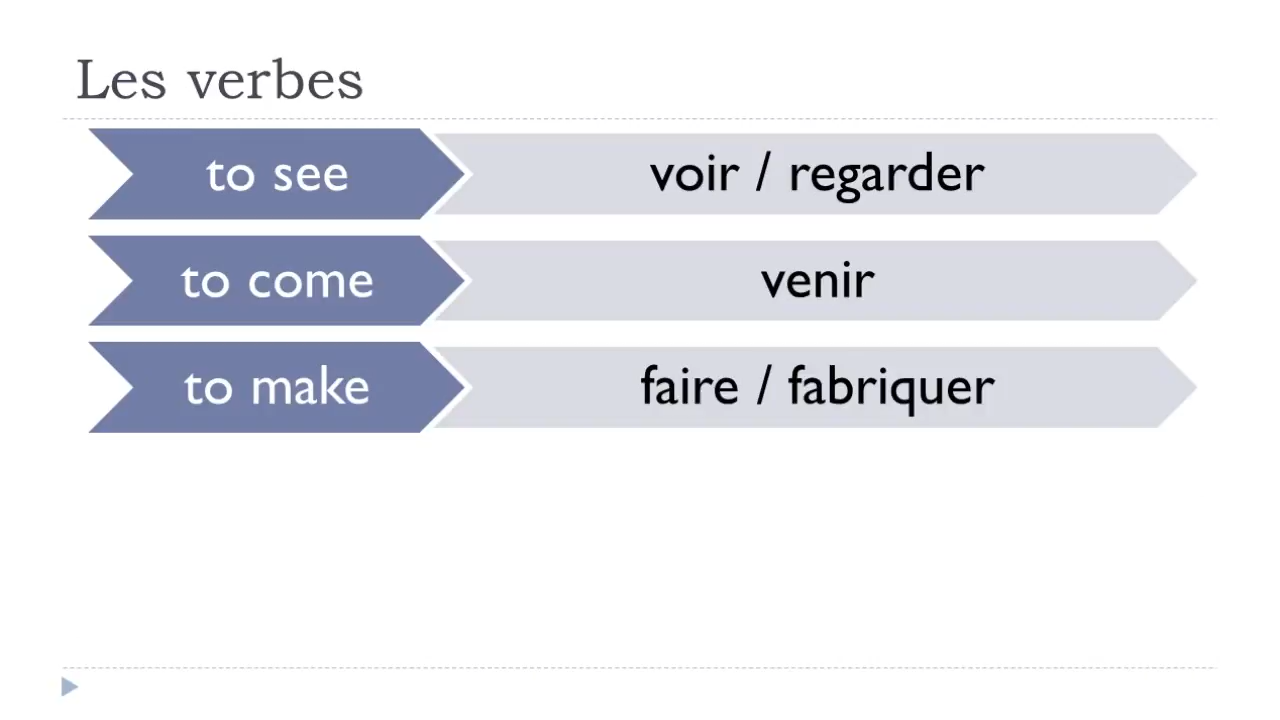 Les verbes
to see voir / regarder
to come venir
to make faire / fabriquer